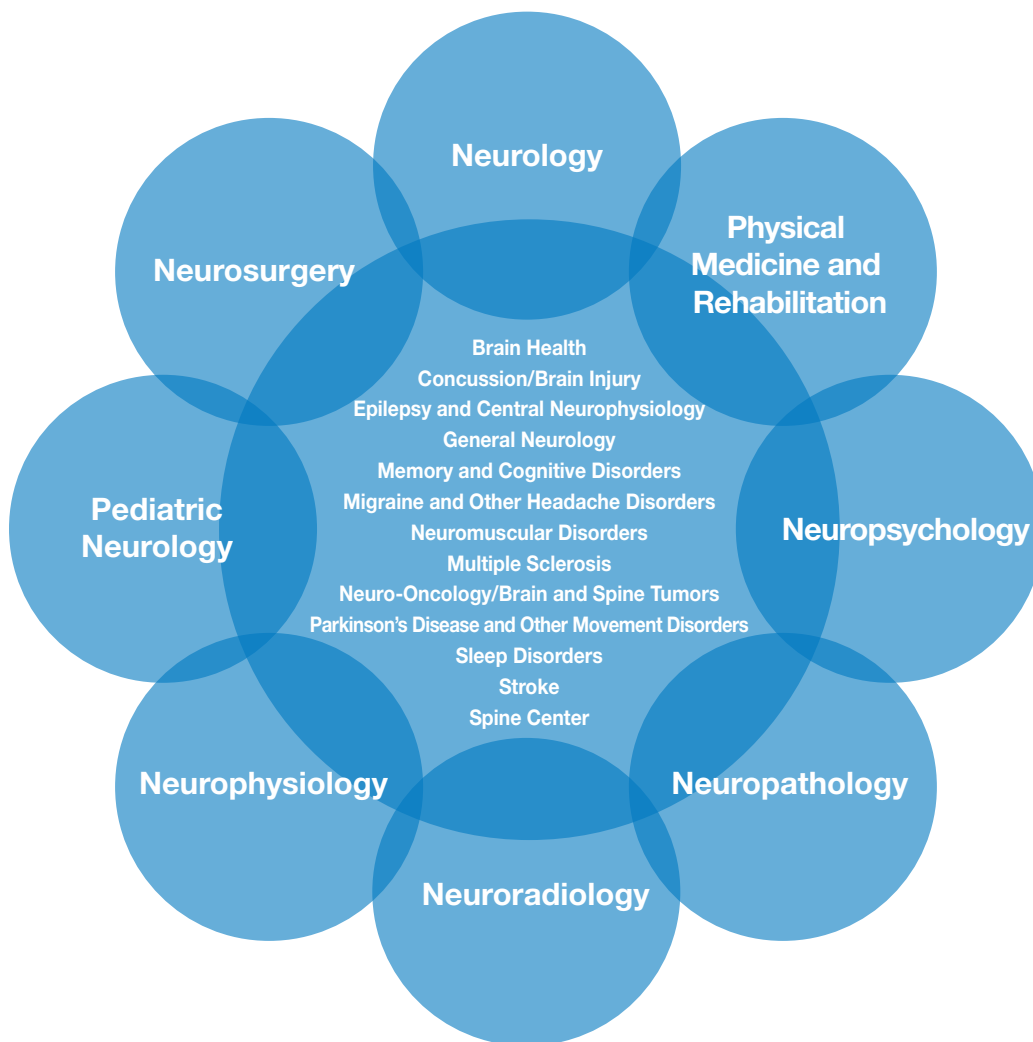 Neurology
Physical
Medicine and
Rehabilitation
Neurosurgery
Brain Health
Concussion/Brain Injury
Epilepsy and Central Neurophysiology
General Neurology
Memory and Cognitive Disorders
Migraine and Other Headache Disorders
Neuromuscular Disorders
Multiple Sclerosis
Neuro-Oncology/Brain and Spine Tumors
Parkinson’s Disease and Other Movement Disorders
Sleep Disorders
Stroke
Spine Center
Pediatric
Neurology
Neuropsychology
Neurophysiology
Neuropathology
Neuroradiology